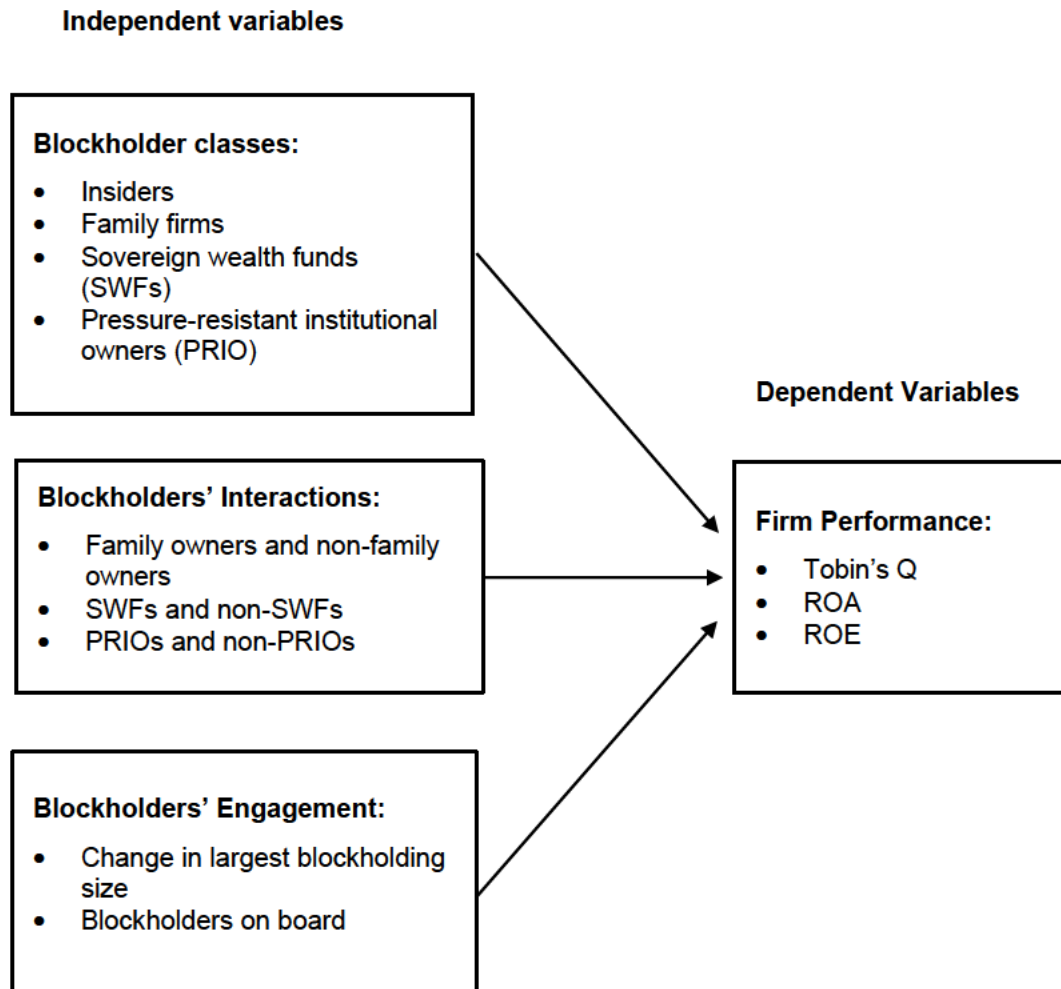 Independent variables
Blockholder classes:
• Insiders
• Family firms
• Sovereign wealth funds
(SWFs)
• Pressure-resistant institutional
owners (PRIO)
Blockholders’ Interactions:
• Family owners and non-family
owners
• SWFs and non-SWFs
• PRIOs and non-PRIOs
Blockholders’ Engagement:
• Change in largest blockholding
size
• Blockholders on board
Dependent Variables
Firm Performance:
• Tobin’s Q
• ROA
• ROE